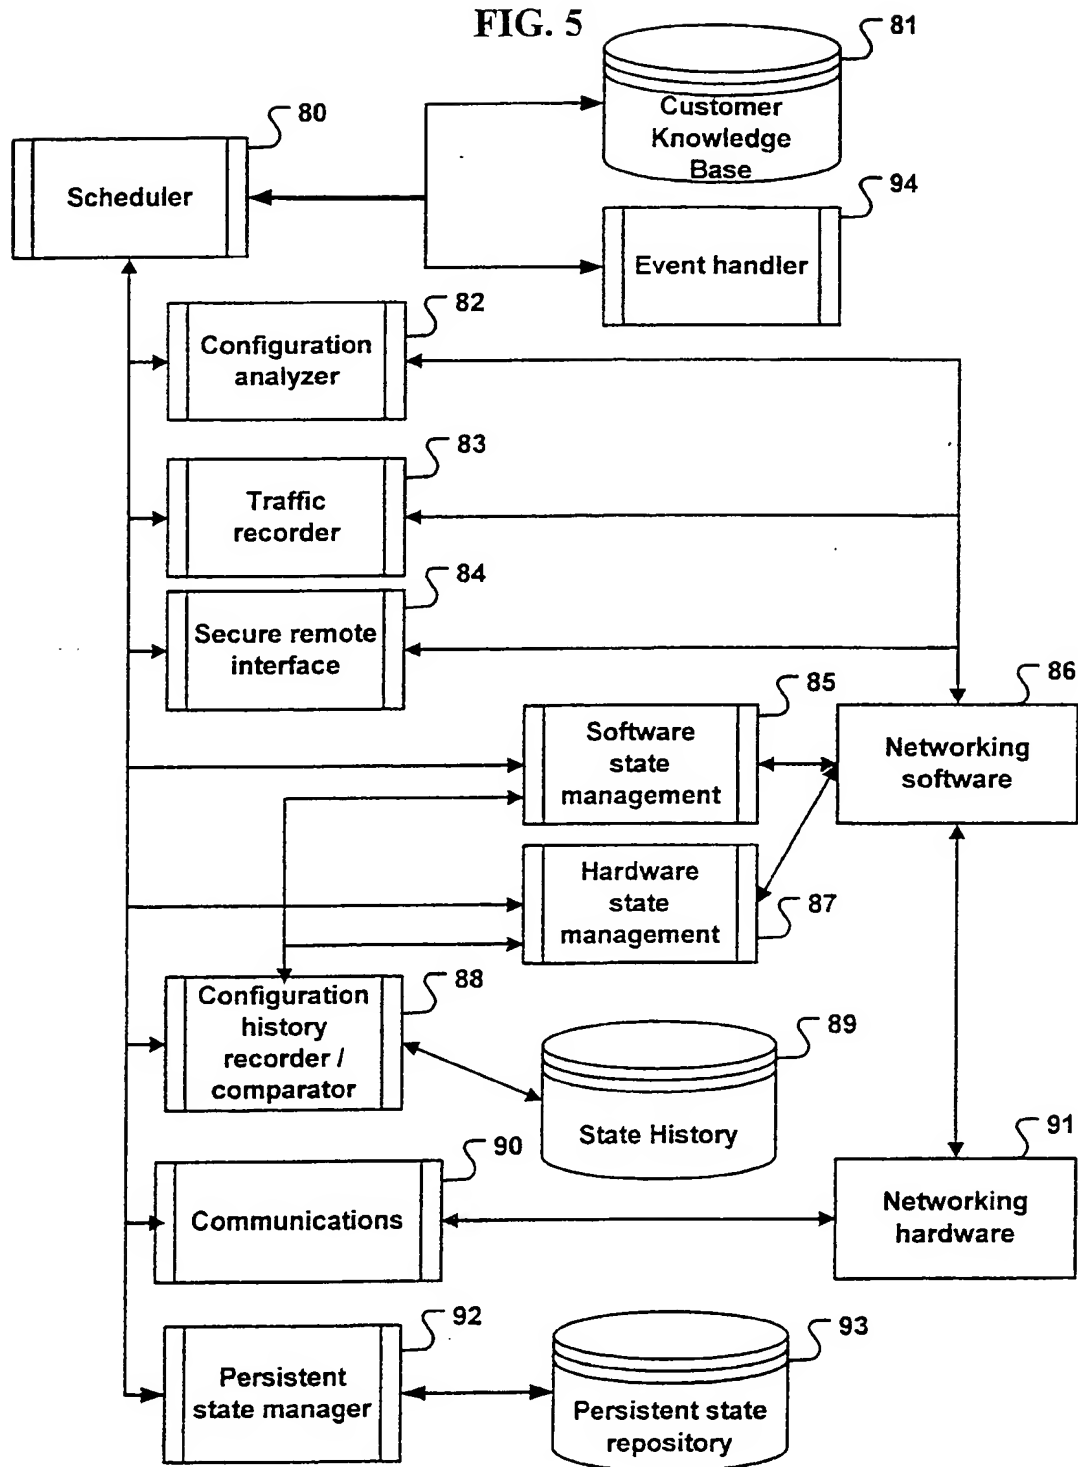 FIG. 5
81
Customer
Knowledge
Base
80
Scheduler
94
Event handler
82
Configuration
analyzer
83
Traffic
recorder
84
Secure remote
interface
85
Software
state
management
86
Networking
software
Hardware
state
management
87
88
Configuration
history
recorder /
comparator
89
State History
90
Communications
91
Networking
hardware
92
Persistent
state manager
93
Persistent state
repository